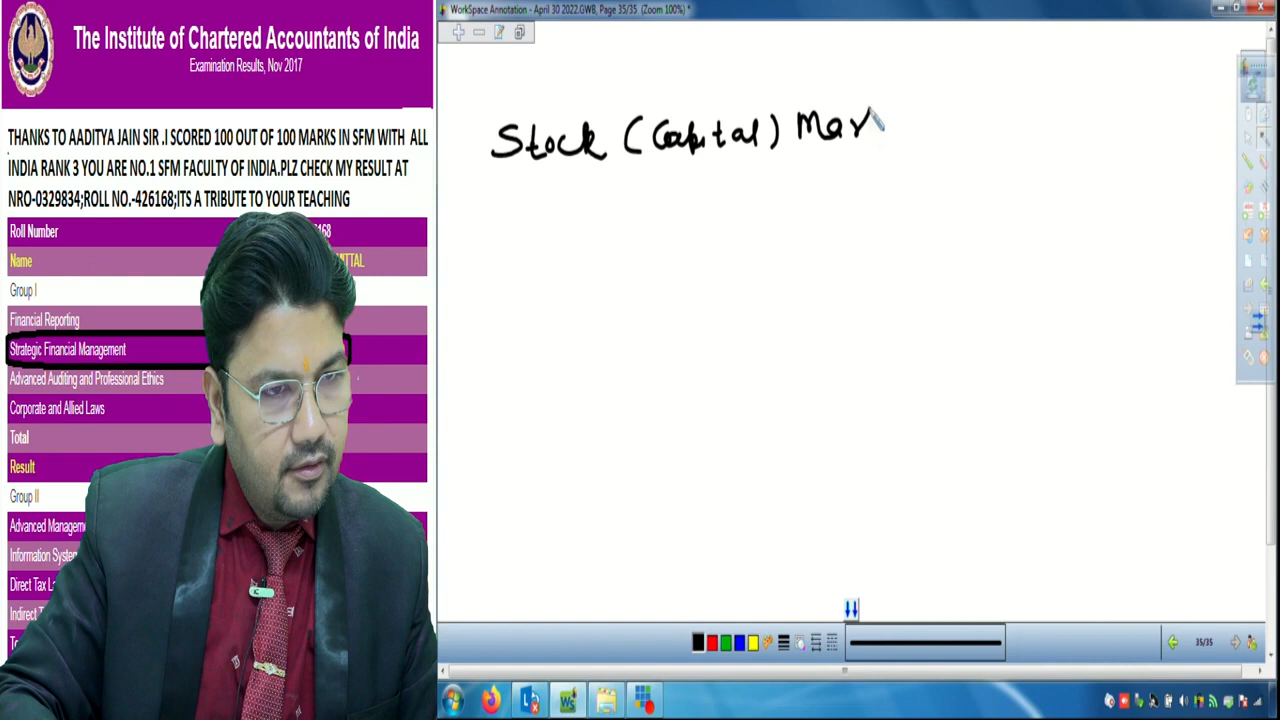 WorkSpace Annotation - April 30 2022.GWB, Page 35/35 (Zoom 100%) *
The Institute of Chartered Accountants of India
Examination Results, Nov 2017
THANKS TO AADITYA JAIN SIR .I SCORED 100 OUT OF 100 MARKS IN SFM WITH ALL
INDIA RANK 3 YOU ARE NO.1 SFM FACULTY OF INDIA.PLZ CHECK MY RESULT AT
NRO-0329834;ROLL NO.-426168;ITS A TRIBUTE TO YOUR TEACHING
Roll Number
Name
Group I
Financial Reporting
Strategic Financial Management
Advanced Auditing and Professional Ethics
Corporate and Allied Laws
Total
Result
Group II
Stock (Capital) Mar
35/35